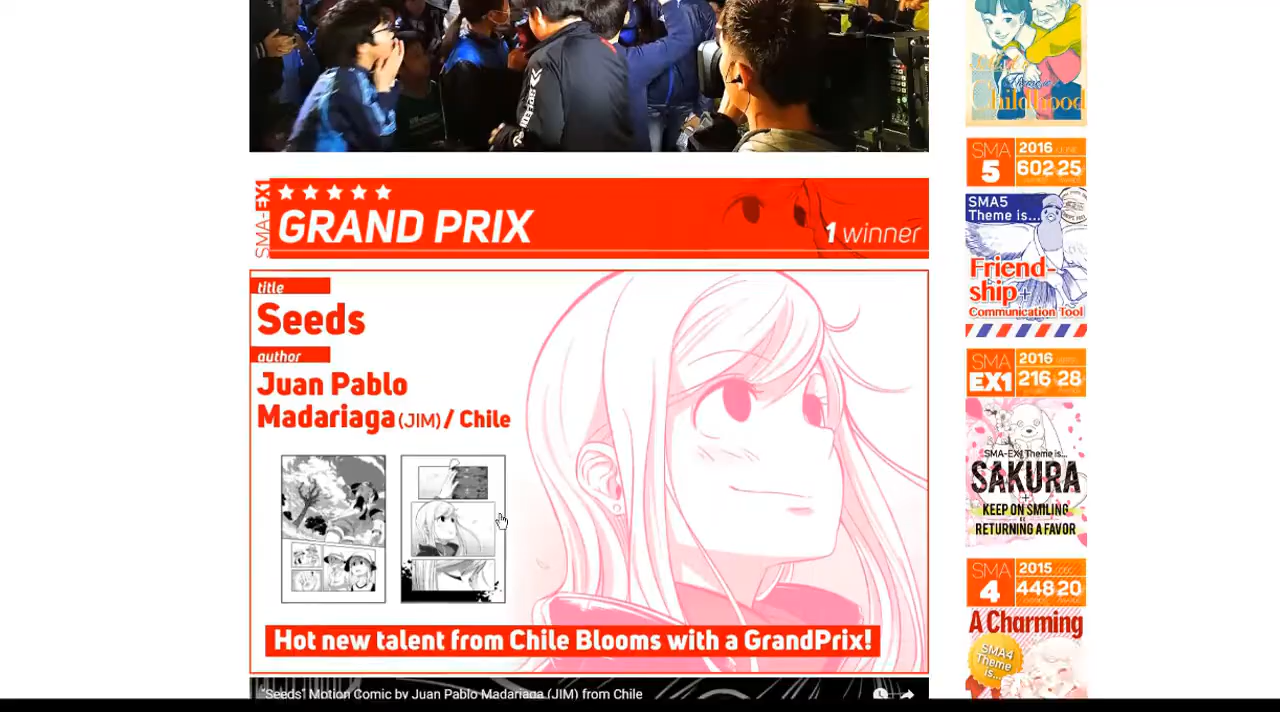 SMA-EX1
GRAND PRIX
1 winner
title
Seeds
author
Juan Pablo
Madariaga (JIM) / Chile
Hot new talent from Chile Blooms with a GrandPrix!
"Seeds" Motion Comic by Juan Pablo Madariaga (JIM) from Chile
Childhood
SMA
5
2016
602 25
SMA5
Theme is...
Friend-
ship+
Communication Tool
SMA
EX1
2016
216 28
SMA-EX1 Theme is...
SAKURA
+
KEEP ON SMILING
or
RETURNING A FAVOR
SMA
4
2015
448 20
A Charming
SMA4
Theme
is...